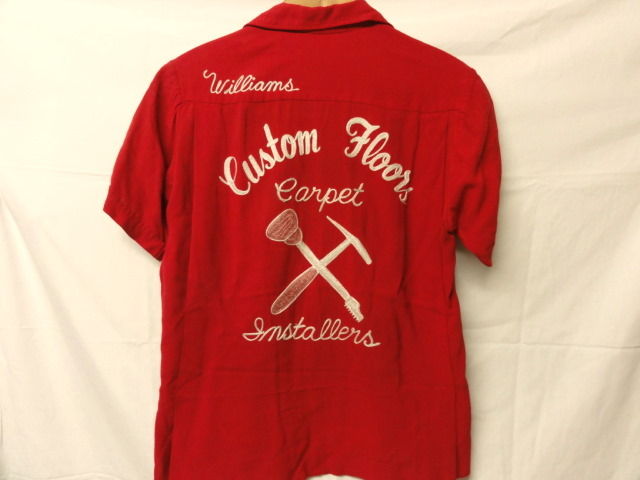 Williams
Custom Floors
Carpet
Installers